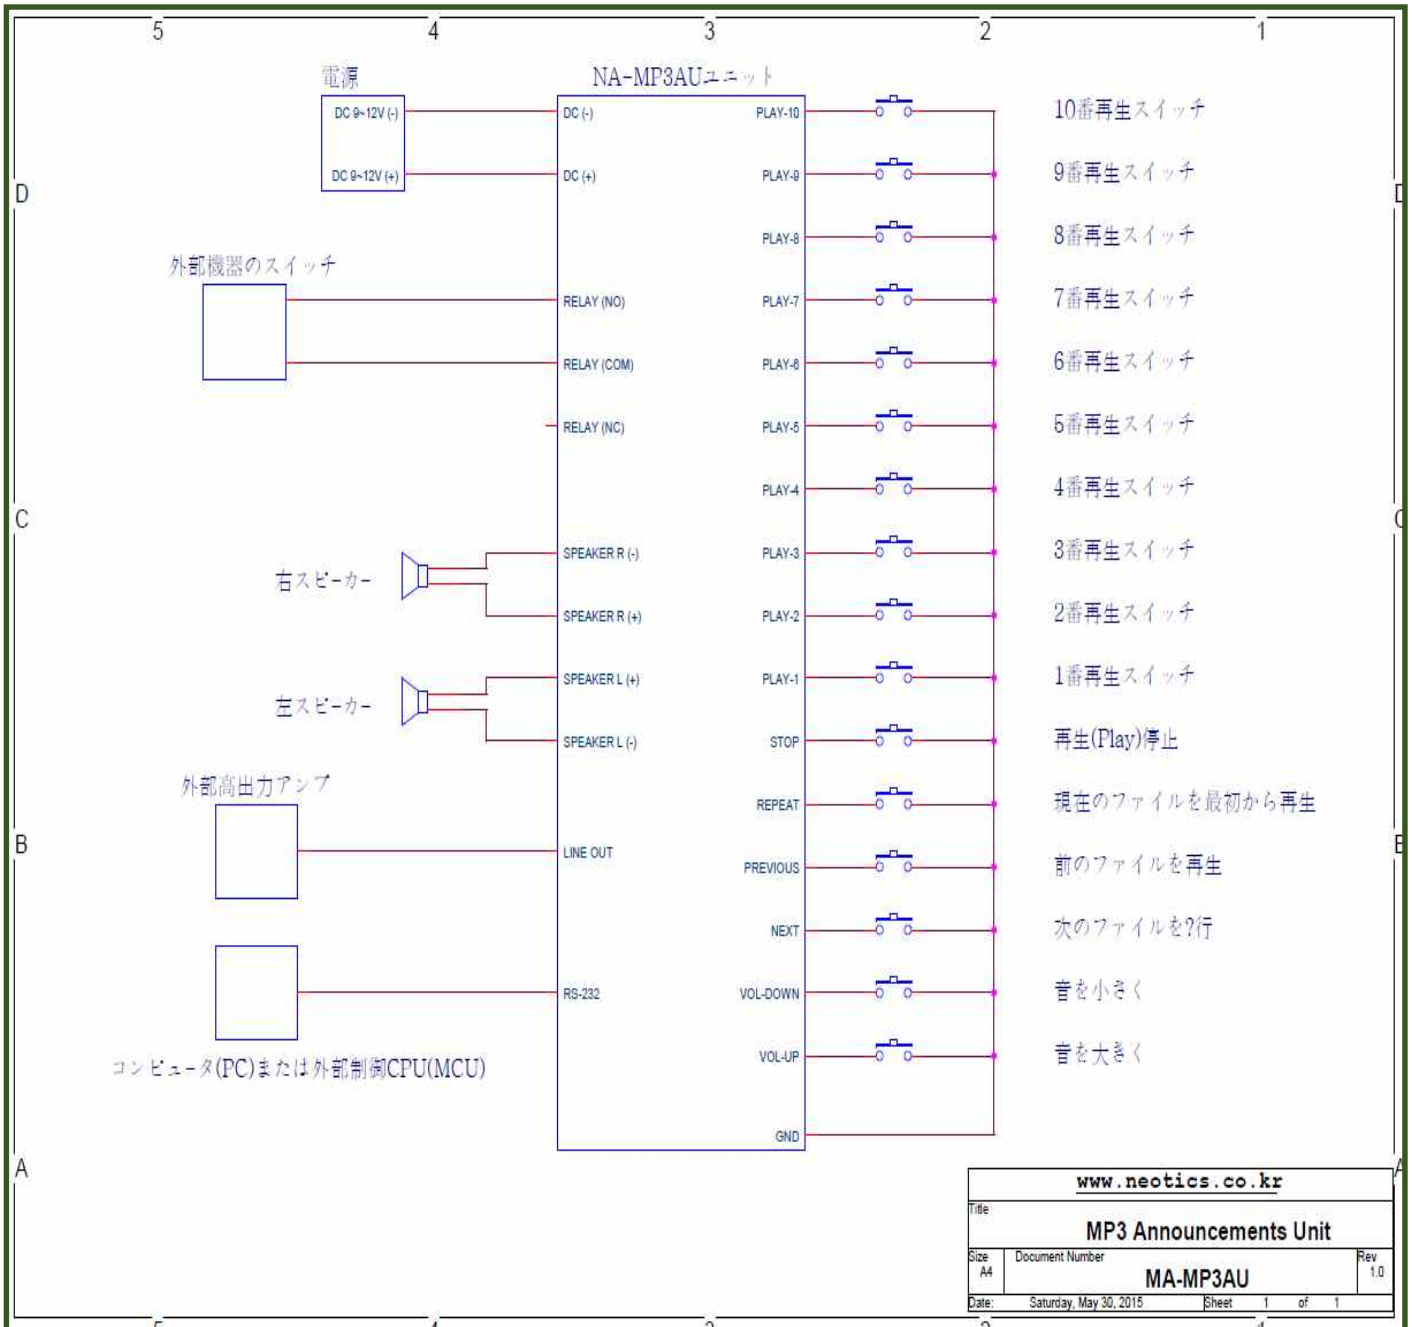 5 4 3 2 1
電源
NA-MP3AUユニット
DC 9~12V (-)
DC 9~12V (+)
DC (-)
DC (+)
外部機器のスイッチ
RELAY (NO)
RELAY (COM)
RELAY (NC)
右スピーカー
SPEAKER R (-)
SPEAKER R (+)
左スピーカー
SPEAKER L (+)
SPEAKER L (-)
外部高出力アンプ
LINE OUT
RS-232
コンピュータ(PC)または外部制御CPU(MCU)
PLAY-10 10番再生スイッチ
PLAY-9 9番再生スイッチ
PLAY-8 8番再生スイッチ
PLAY-7 7番再生スイッチ
PLAY-6 6番再生スイッチ
PLAY-5 5番再生スイッチ
PLAY-4 4番再生スイッチ
PLAY-3 3番再生スイッチ
PLAY-2 2番再生スイッチ
PLAY-1 1番再生スイッチ
STOP 再生(Play)停止
REPEAT 現在のファイルを最初から再生
PREVIOUS 前のファイルを再生
NEXT 次のファイルを?行
VOL-DOWN 音を小さく
VOL-UP 音を大きく
GND
D
C
B
A
www.neotics.co.kr
Title
MP3 Announcements Unit
Size Document Number Rev
A4 MA-MP3AU 1.0
Date: Saturday, May 30, 2015 Sheet 1 of 1